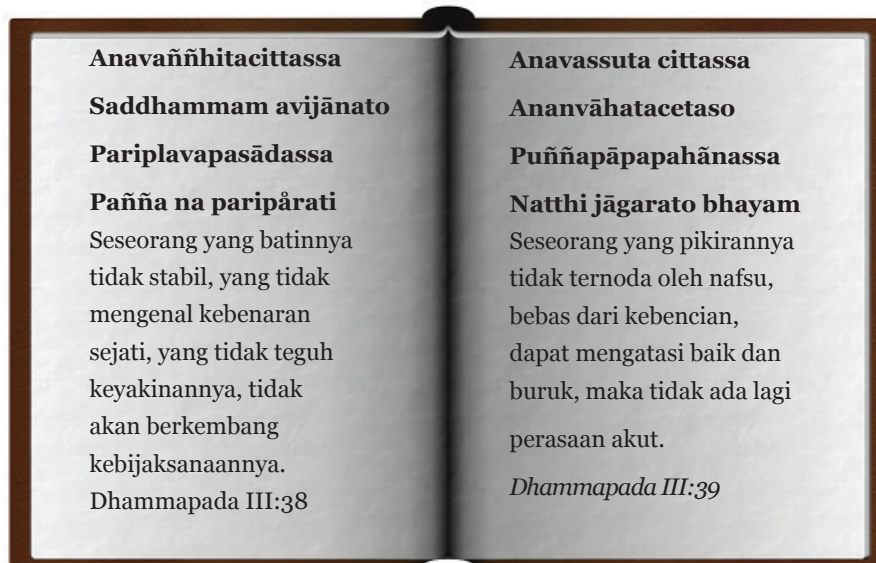 Anavaññhitacittassa
Saddhammam avijānato
Pariplavapasādassa
Pañña na paripårati
Seseorang yang batinnya
tidak stabil, yang tidak
mengenal kebenaran
sejati, yang tidak teguh
keyakinannya, tidak
akan berkembang
kebijaksanaannya.
Dhammapada III:38
Anavassuta cittassa
Ananvāhatacetaso
Puññapāpapahãnassa
Natthi jāgarato bhayam
Seseorang yang pikirannya
tidak ternoda oleh nafsu,
bebas dari kebencian,
dapat mengatasi baik dan
buruk, maka tidak ada lagi
perasaan akut.
Dhammapada III:39